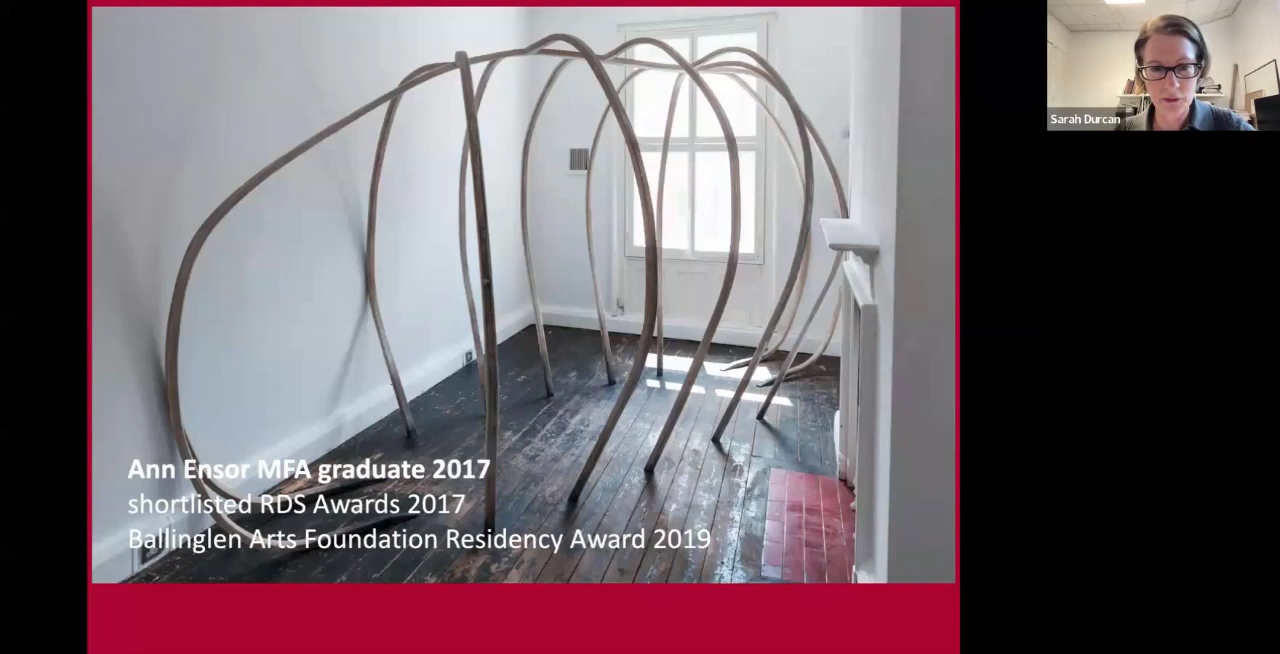 Sarah Durcan
Ann Ensor MFA graduate 2017
shortlisted RDS Awards 2017
Ballinglen Arts Foundation Residency Award 2019